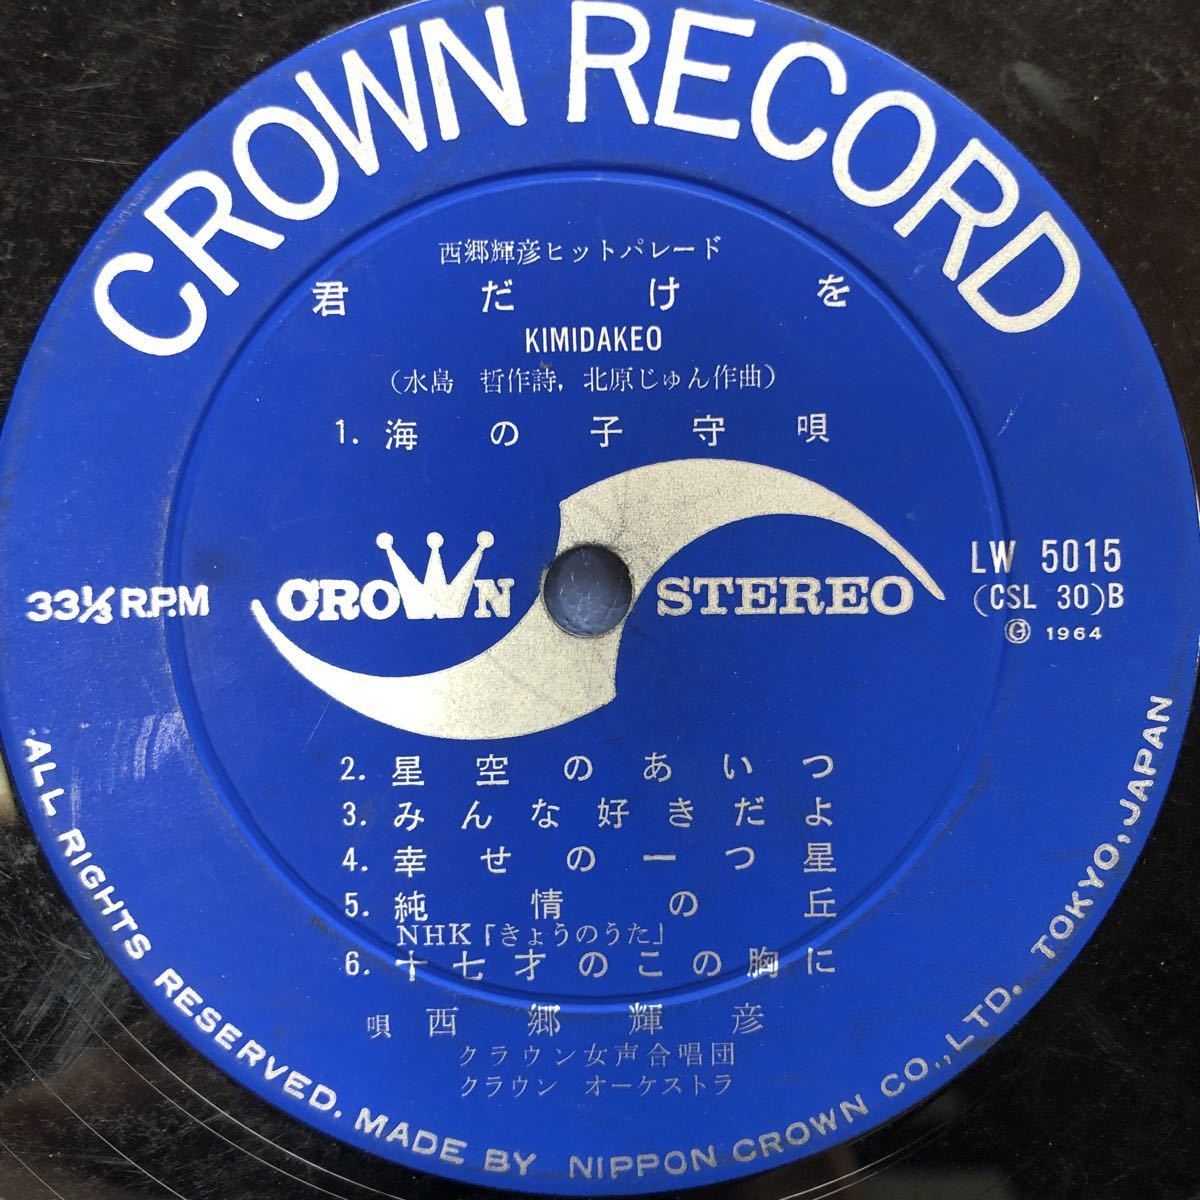 CROWN RECORD
西郷輝彦ヒットパレード
君だけを
KIMIDAKEO
(水島 哲作詩, 北原じゅん作曲)
1. 海の子守唄
33⅓ R.P.M
CROWN STEREO
LW 5015
(CSL 30)B
Ⓒ 1964
2. 星空のあいつ
3. みんな好きだよ
4. 幸せの一つ星
5. 純情の丘
NHK「きょうのうた」
6. 十七才のこの胸に
唄 西郷輝彦
クラウン女声合唱団
クラウン オーケストラ
ALL RIGHTS RESERVED. MADE BY NIPPON CROWN CO.,LTD. TOKYO, JAPAN